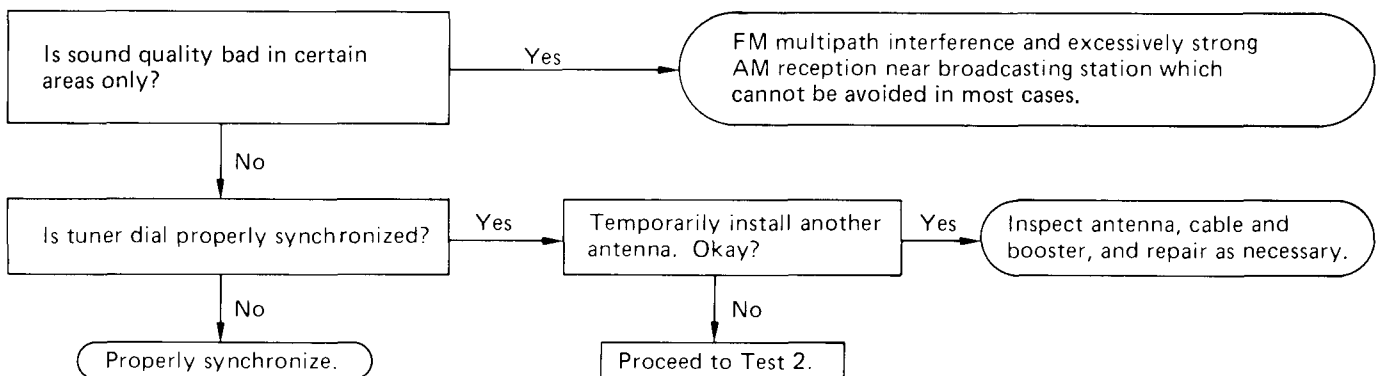 Is sound quality bad in certain
areas only?
Yes
FM multipath interference and excessively strong
AM reception near broadcasting station which
cannot be avoided in most cases.
No
Is tuner dial properly synchronized?
Yes
Temporarily install another
antenna. Okay?
Yes
Inspect antenna, cable and
booster, and repair as necessary.
No
Properly synchronize.
No
Proceed to Test 2.